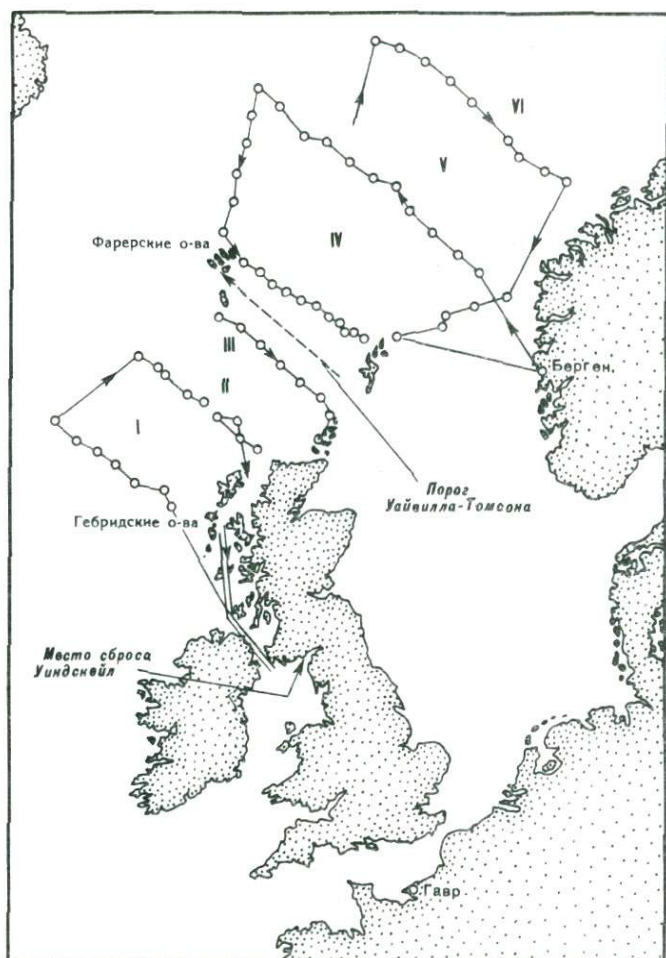 VI
V
IV
Фарерские о-ва
III
II
Берген.
I
Порог
Уайвилла-Томсона
Гебридские о-ва
Место сброса
Уиндскейл
Гавр